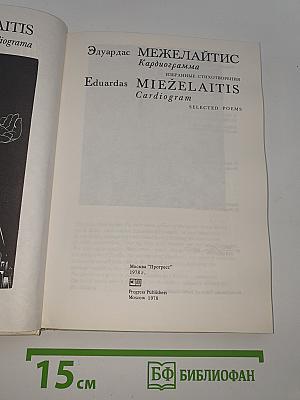 AITIS
diograma
Эдуардас МЕЖЕЛАЙТИС
Кардиограмма
ИЗБРАННЫЕ СТИХОТВОРЕНИЯ
Eduardas MIEŽELAITIS
Cardiogram
SELECTED POEMS
Москва "Прогресс"
1978 г.
Progress Publishers
Moscow 1978
15 см
БФ БИБЛИОФАН